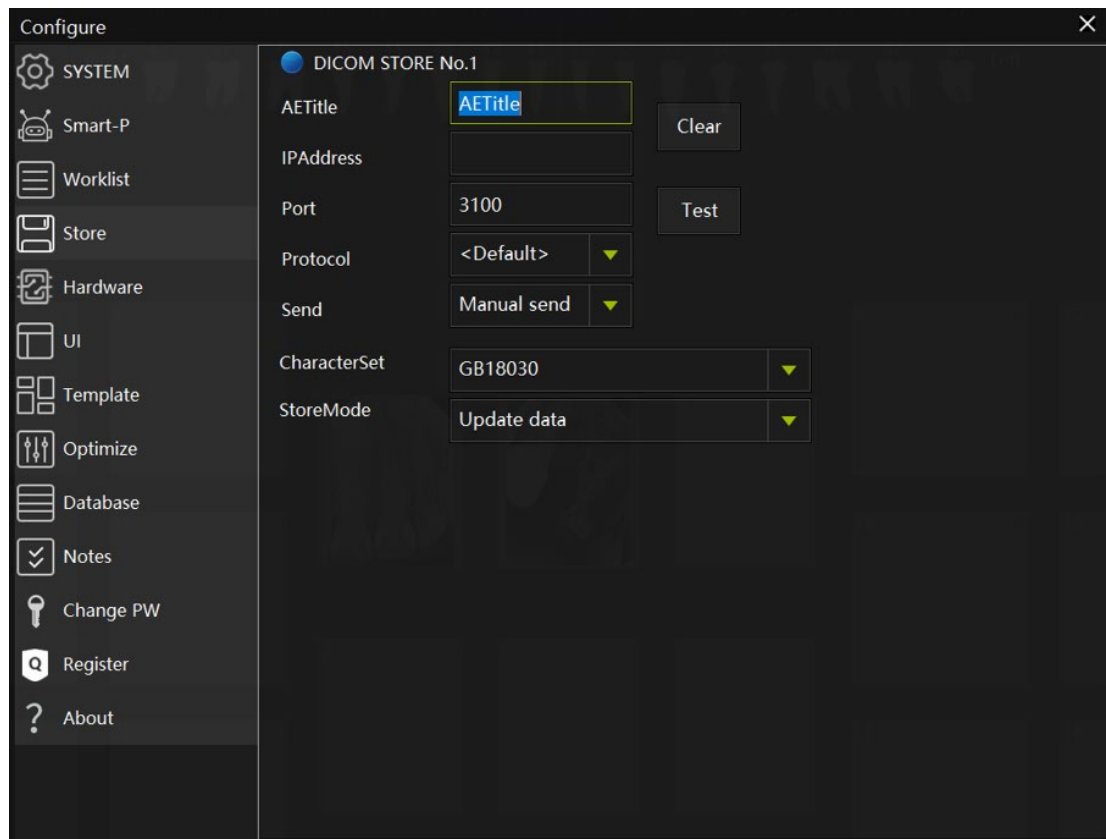 Configure
SYSTEM
Smart-P
Worklist
Store
Hardware
UI
Template
Optimize
Database
Notes
Change PW
Q Register
? About
DICOM STORE No.1
AETitle AETitle
Clear
IPAddress
Port 3100
Test
Protocol <Default>
Send Manual send
CharacterSet GB18030
StoreMode Update data